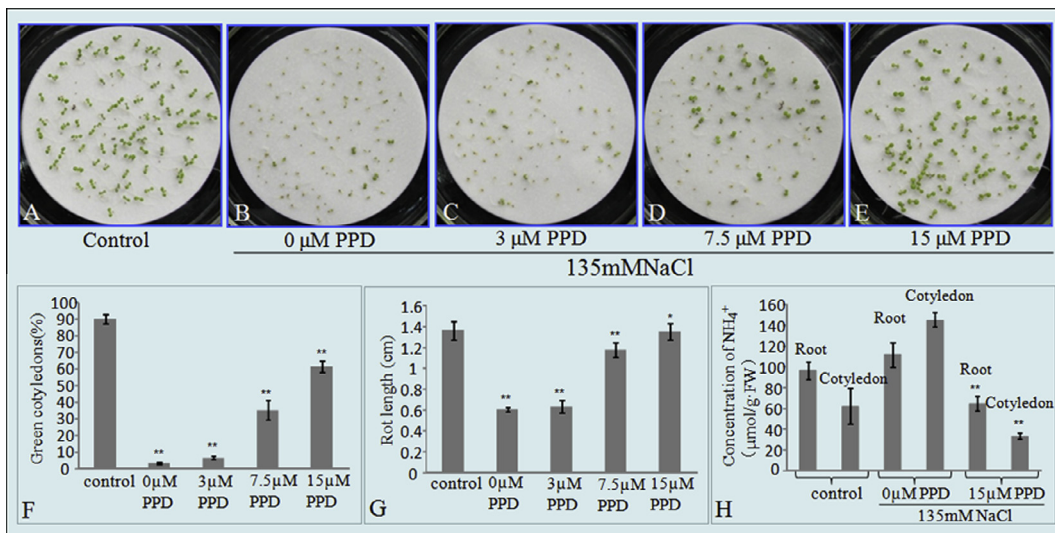 A
B
C
D
E
Control
0 µM PPD
3 µM PPD
7.5 µM PPD
15 µM PPD
135mMNaCl
Green cotyledons(%)
100
90
80
70
60
50
40
30
20
10
0
**
**
**
**
control
0µM PPD
3µM PPD
7.5µM PPD
15µM PPD
F
Rot length (cm)
1.6
1.4
1.2
1
0.8
0.6
0.4
0.2
0
**
**
**
*
control
0µM PPD
3µM PPD
7.5µM PPD
15µM PPD
G
Concentration of NH₄⁺
(µmol/g·FW)
160
140
120
100
80
60
40
20
0
Root
Cotyledon
Root
Cotyledon
Root
**
Cotyledon
**
control
0µM PPD
15µM PPD
135mM NaCl
H